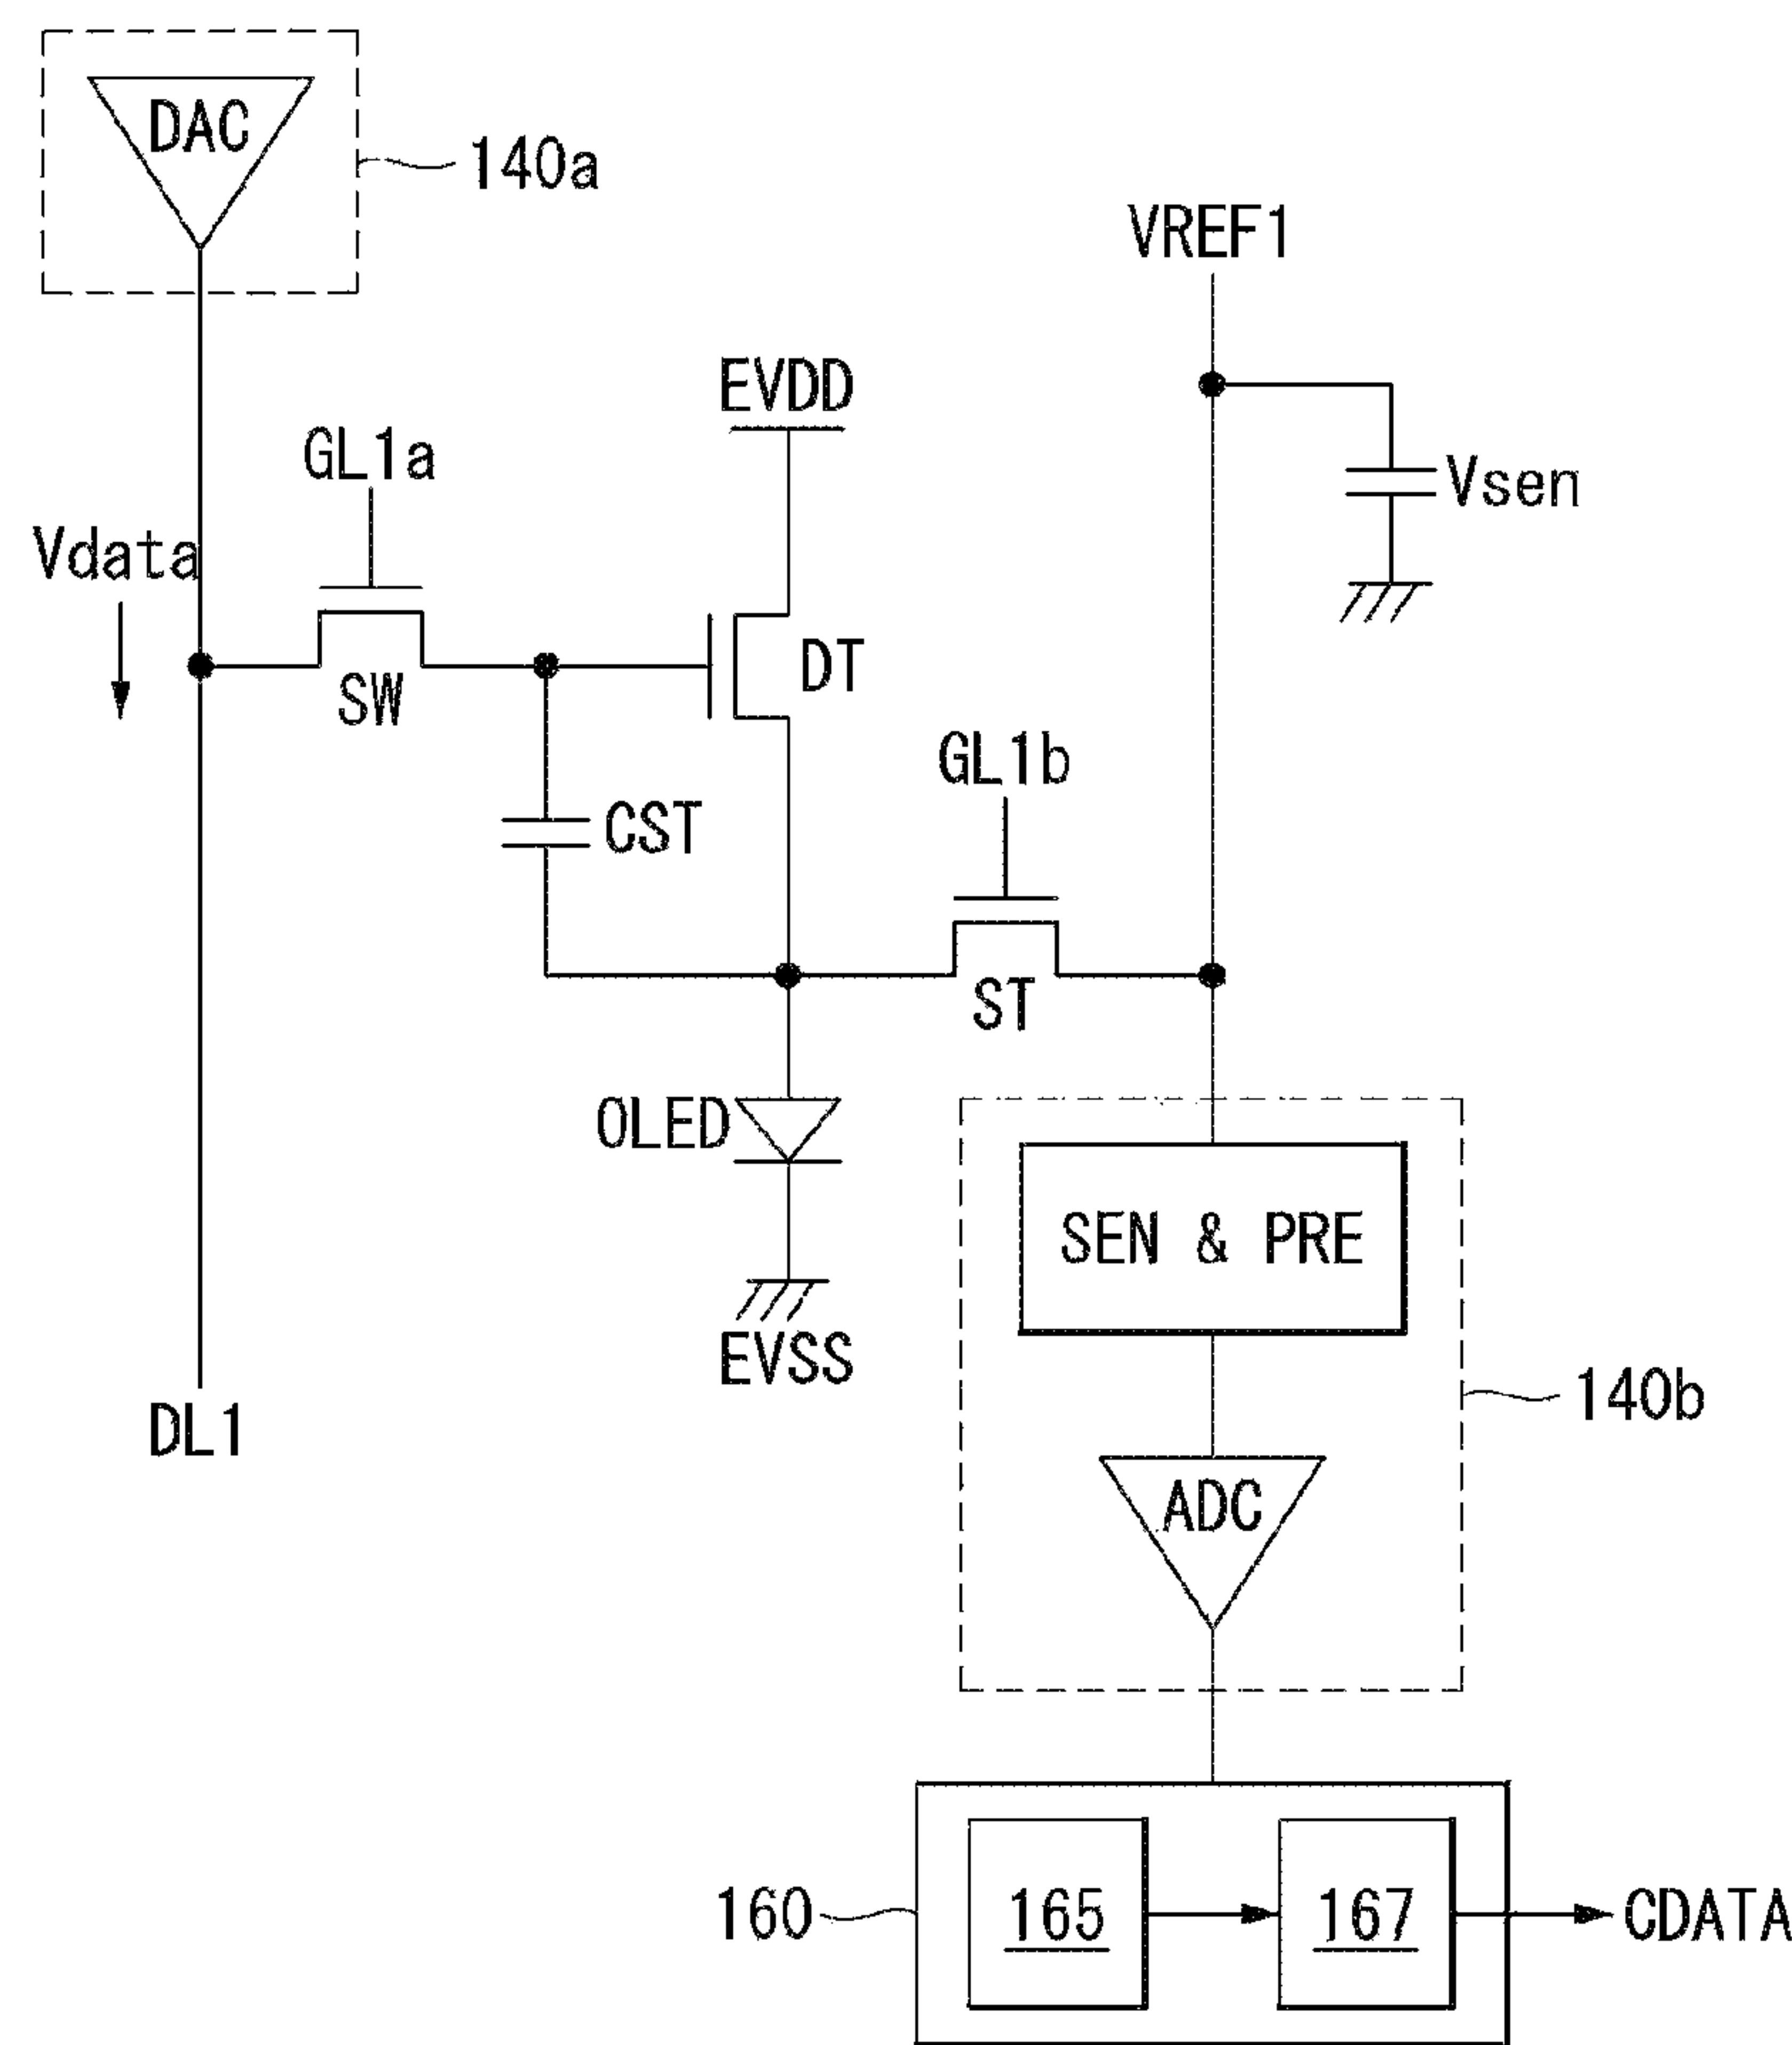 DAC
140a
VREF1
EVDD
GL1a
Vsen
Vdata
DT
SW
GL1b
CST
ST
OLED
SEN & PRE
EVSS
140b
DL1
ADC
160
165
167
CDATA